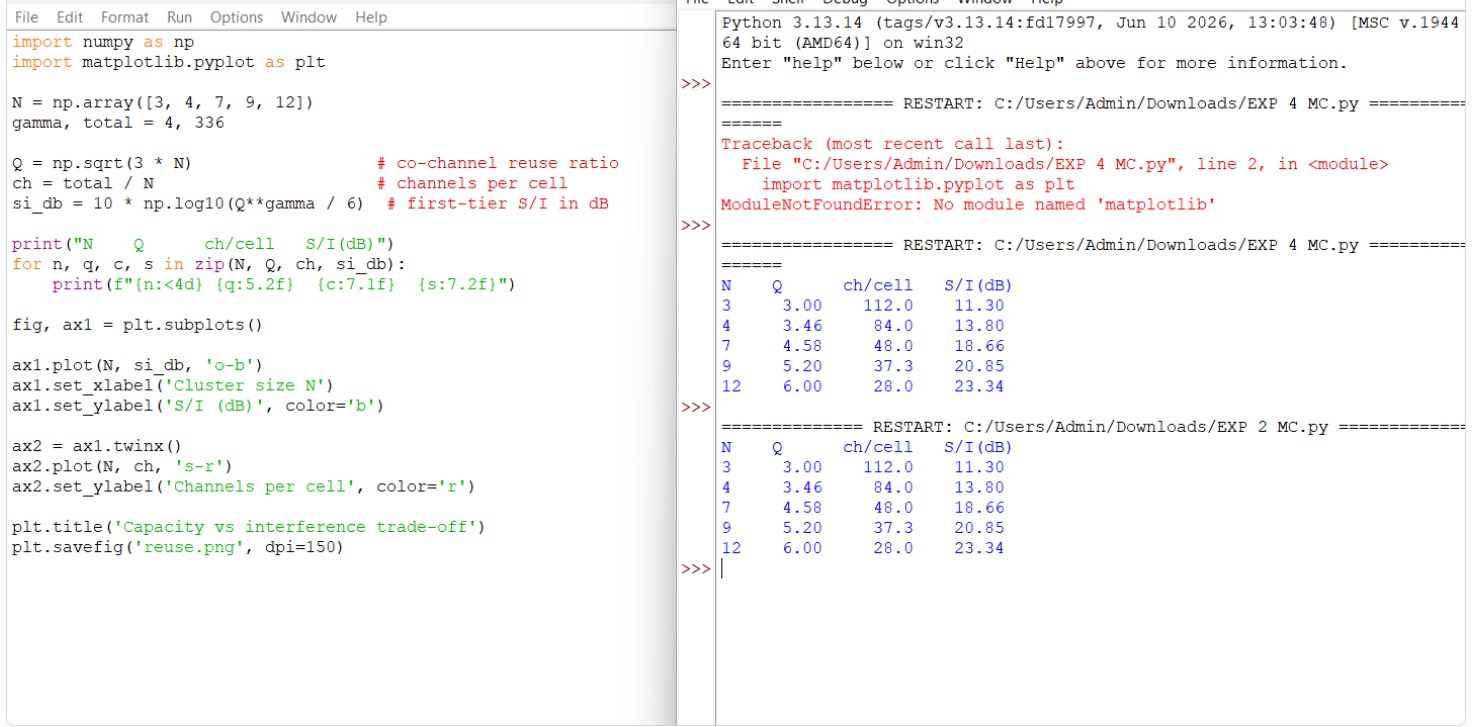 File Edit Format Run Options Window Help
import numpy as np
import matplotlib.pyplot as plt
N = np.array([3, 4, 7, 9, 12])
gamma, total = 4, 336
Q = np.sqrt(3 * N)                  # co-channel reuse ratio
ch = total / N                      # channels per cell
si_db = 10 * np.log10(Q**gamma / 6)  # first-tier S/I in dB
print("N    Q      ch/cell   S/I(dB)")
for n, q, c, s in zip(N, Q, ch, si_db):
    print(f"{n:<4d} {q:5.2f}  {c:7.1f}  {s:7.2f}")
fig, ax1 = plt.subplots()
ax1.plot(N, si_db, 'o-b')
ax1.set_xlabel('Cluster size N')
ax1.set_ylabel('S/I (dB)', color='b')
ax2 = ax1.twinx()
ax2.plot(N, ch, 's-r')
ax2.set_ylabel('Channels per cell', color='r')
plt.title('Capacity vs interference trade-off')
plt.savefig('reuse.png', dpi=150)
File Edit Shell Debug Options Window Help
Python 3.13.14 (tags/v3.13.14:fd17997, Jun 10 2026, 13:03:48) [MSC v.1944
64 bit (AMD64)] on win32
Enter "help" below or click "Help" above for more information.
>>>
================= RESTART: C:/Users/Admin/Downloads/EXP 4 MC.py ==========
======
Traceback (most recent call last):
  File "C:/Users/Admin/Downloads/EXP 4 MC.py", line 2, in <module>
    import matplotlib.pyplot as plt
ModuleNotFoundError: No module named 'matplotlib'
>>>
================= RESTART: C:/Users/Admin/Downloads/EXP 4 MC.py ==========
======
N    Q      ch/cell   S/I(dB)
3     3.00    112.0    11.30
4     3.46     84.0    13.80
7     4.58     48.0    18.66
9     5.20     37.3    20.85
12    6.00     28.0    23.34
>>>
============== RESTART: C:/Users/Admin/Downloads/EXP 2 MC.py =============
N    Q      ch/cell   S/I(dB)
3     3.00    112.0    11.30
4     3.46     84.0    13.80
7     4.58     48.0    18.66
9     5.20     37.3    20.85
12    6.00     28.0    23.34
>>>